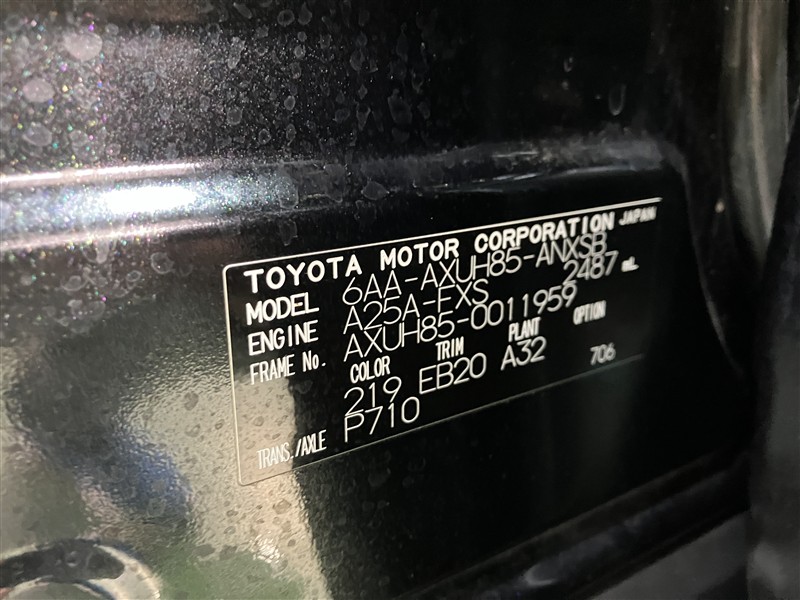 TOYOTA MOTOR CORPORATION JAPAN
MODEL 6AA-AXUH85-ANXSB
ENGINE A25A-FXS 2487 mL
FRAME No. AXUH85-0011959
COLOR TRIM PLANT OPTION
219 EB20 A32 706
TRANS./AXLE P710